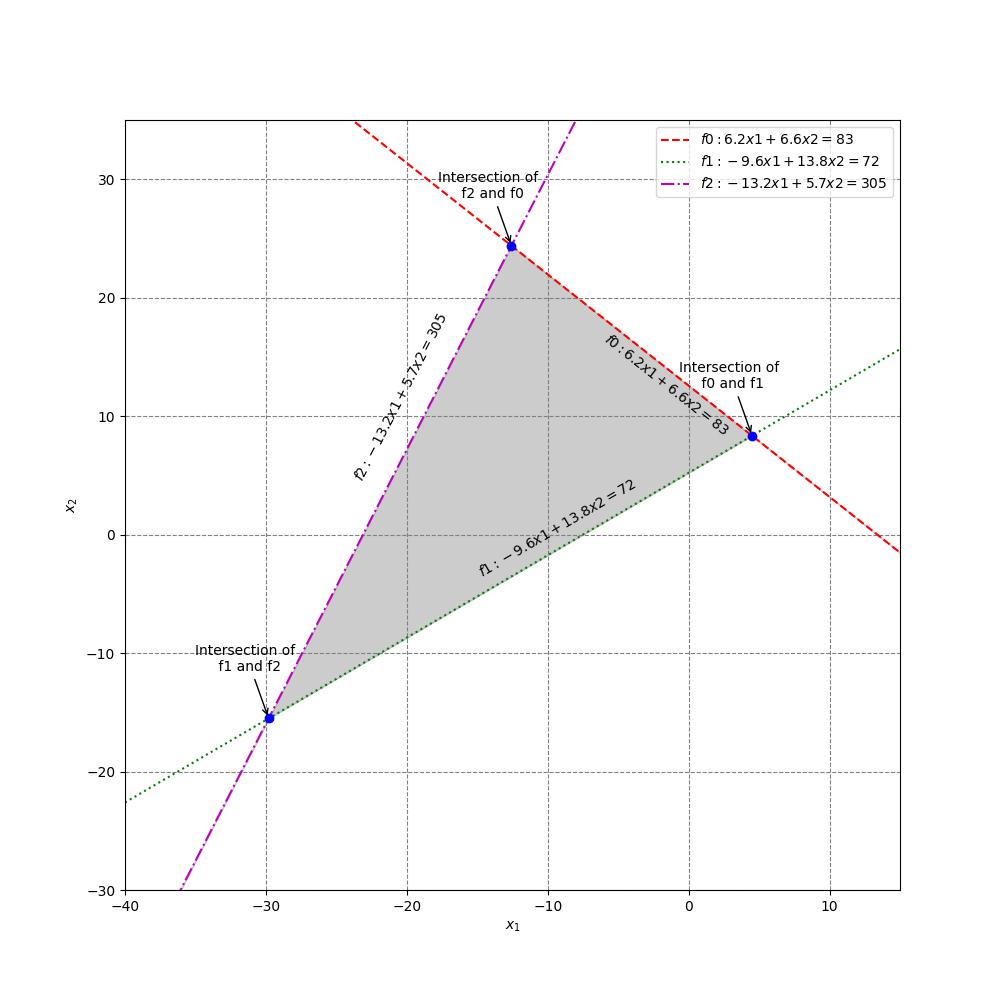 f0 : 6.2x1 + 6.6x2 = 83
f1 : −9.6x1 + 13.8x2 = 72
f2 : −13.2x1 + 5.7x2 = 305
Intersection of
f2 and f0
Intersection of
f0 and f1
Intersection of
f1 and f2
f0 : 6.2x1 + 6.6x2 = 83
f1 : −9.6x1 + 13.8x2 = 72
f2 : −13.2x1 + 5.7x2 = 305
30
20
10
0
−10
−20
−30
x₂
−40
−30
−20
−10
0
10
x₁